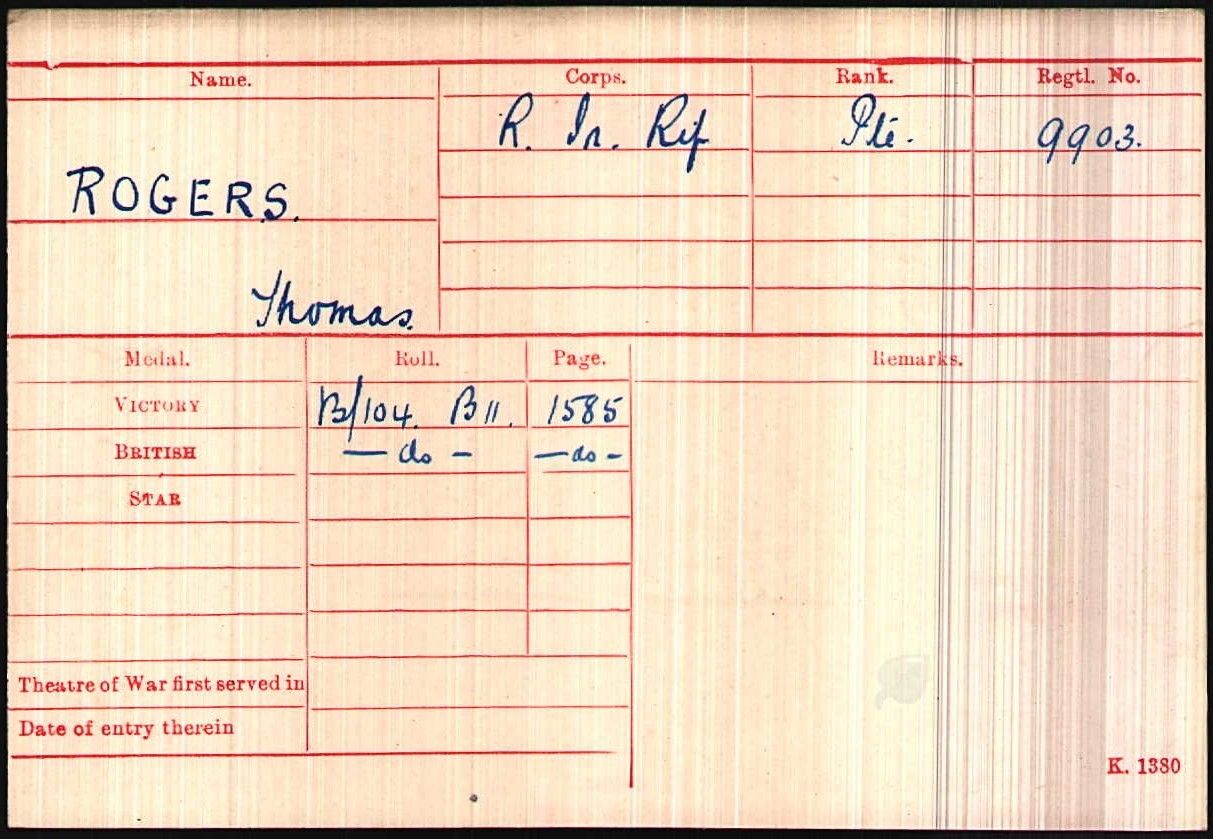 Name. Corps. Rank. Regtl. No.
R. Ir. Rif Pte. 9903.
ROGERS.
Thomas.
Medal. Roll. Page. Remarks.
VICTORY B/104. B11. 1585
BRITISH — do — — do —
STAR
Theatre of War first served in
Date of entry therein
K. 1380